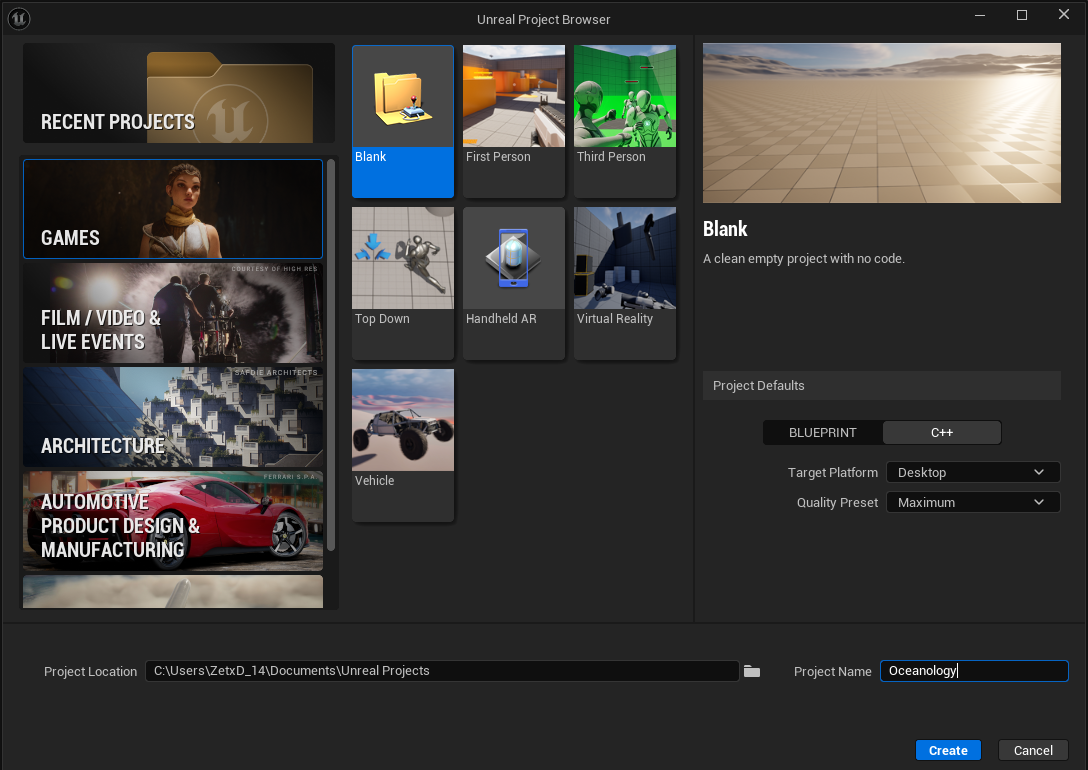 Unreal Project Browser
RECENT PROJECTS
GAMES
COURTESY OF HIGH RES
FILM / VIDEO &
LIVE EVENTS
SAFDIE ARCHITECTS
ARCHITECTURE
FERRARI S.P.A.
AUTOMOTIVE
PRODUCT DESIGN &
MANUFACTURING
Blank
First Person
Third Person
Top Down
Handheld AR
Virtual Reality
Vehicle
Blank
A clean empty project with no code.
Project Defaults
BLUEPRINT
C++
Target Platform
Desktop
Quality Preset
Maximum
Project Location
C:\Users\ZetxD_14\Documents\Unreal Projects
Project Name
Oceanology
Create
Cancel